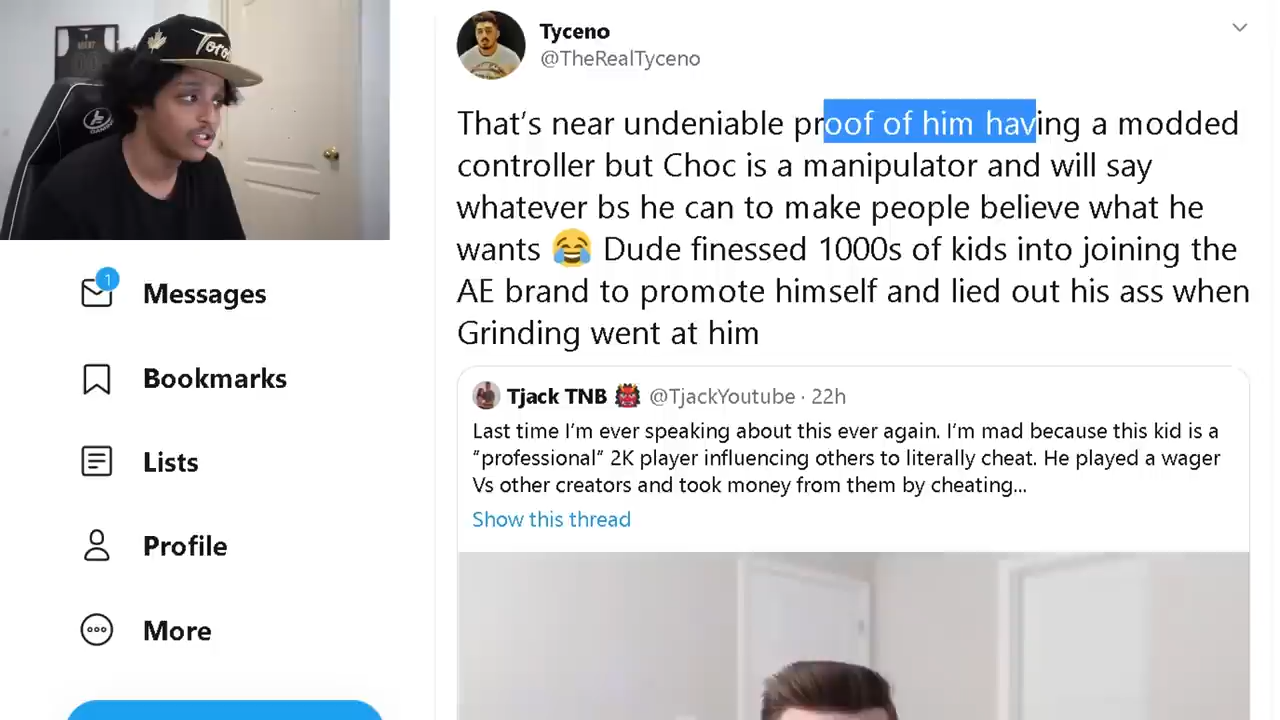 Toro
GAMING
Tyceno
@TheRealTyceno
That's near undeniable proof of him having a modded
controller but Choc is a manipulator and will say
whatever bs he can to make people believe what he
wants 😂 Dude finessed 1000s of kids into joining the
AE brand to promote himself and lied out his ass when
Grinding went at him
Tjack TNB 👹 @TjackYoutube · 22h
Last time I'm ever speaking about this ever again. I'm mad because this kid is a
"professional" 2K player influencing others to literally cheat. He played a wager
Vs other creators and took money from them by cheating...
Show this thread
1
Messages
Bookmarks
Lists
Profile
More